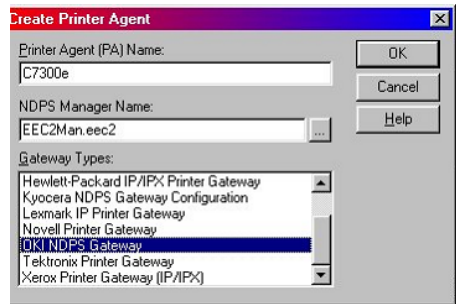 Create Printer Agent
Printer Agent (PA) Name:
C7300e
NDPS Manager Name:
EEC2Man.eec2
...
Gateway Types:
Hewlett-Packard IP/IPX Printer Gateway
Kyocera NDPS Gateway Configuration
Lexmark IP Printer Gateway
Novell Printer Gateway
OKI NDPS Gateway
Tektronix Printer Gateway
Xerox Printer Gateway (IP/IPX)
OK
Cancel
Help